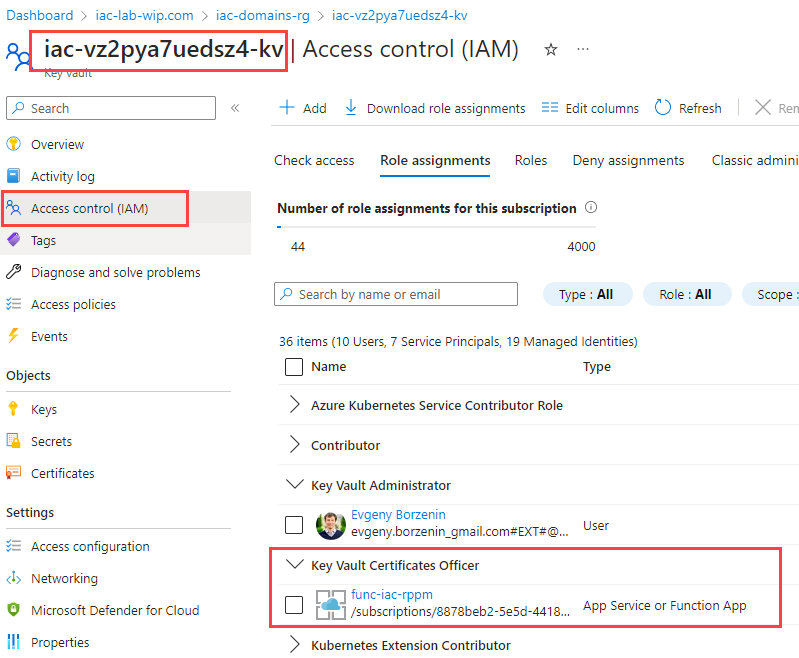 Dashboard > iac-lab-wip.com > iac-domains-rg > iac-vz2pya7uedsz4-kv
iac-vz2pya7uedsz4-kv | Access control (IAM) ☆ ...
Key vault
Search «
Overview
Activity log
Access control (IAM)
Tags
Diagnose and solve problems
Access policies
Events
Objects
Keys
Secrets
Certificates
Settings
Access configuration
Networking
Microsoft Defender for Cloud
Properties
+ Add Download role assignments Edit columns Refresh | Rem
Check access Role assignments Roles Deny assignments Classic admini
Number of role assignments for this subscription
44 4000
Search by name or email Type : All Role : All Scope :
36 items (10 Users, 7 Service Principals, 19 Managed Identities)
Name Type
Azure Kubernetes Service Contributor Role
Contributor
Key Vault Administrator
Evgeny Borzenin
evgeny.borzenin_gmail.com#EXT#@... User
Key Vault Certificates Officer
func-iac-rppm
/subscriptions/8878beb2-5e5d-4418... App Service or Function App
Kubernetes Extension Contributor